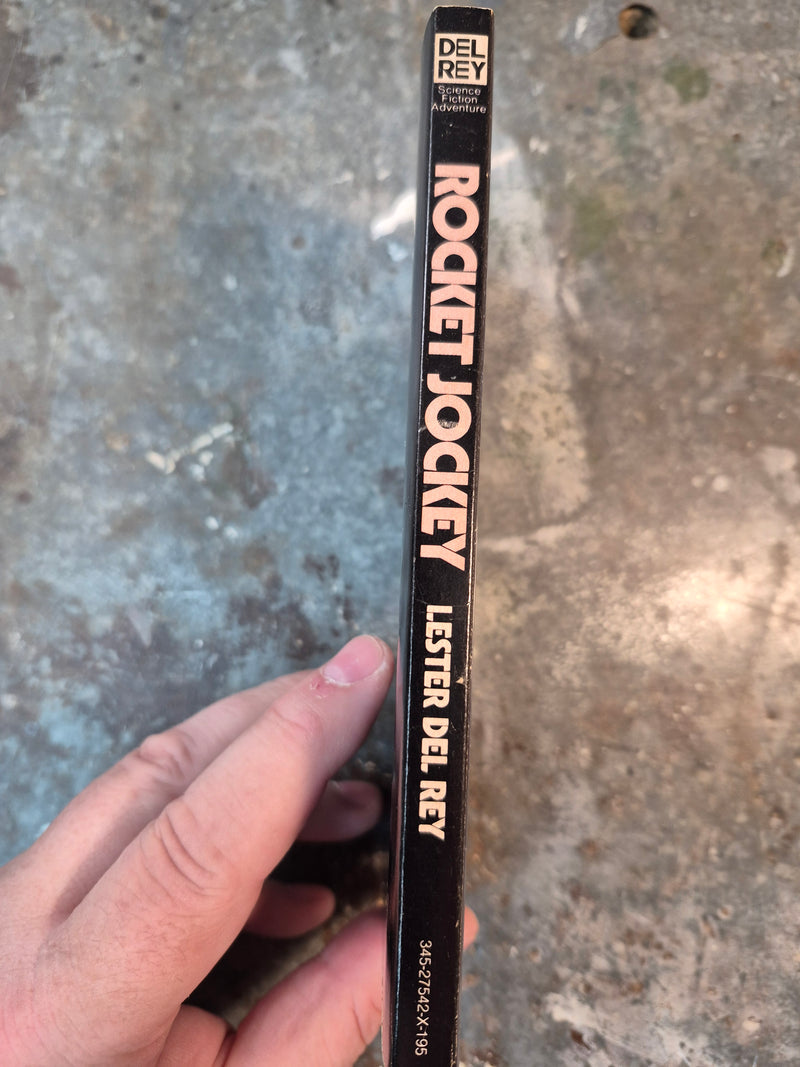 DEL
REY
Science
Fiction
Adventure
ROCKET JOCKEY
LESTER DEL REY
345-27542-X-195